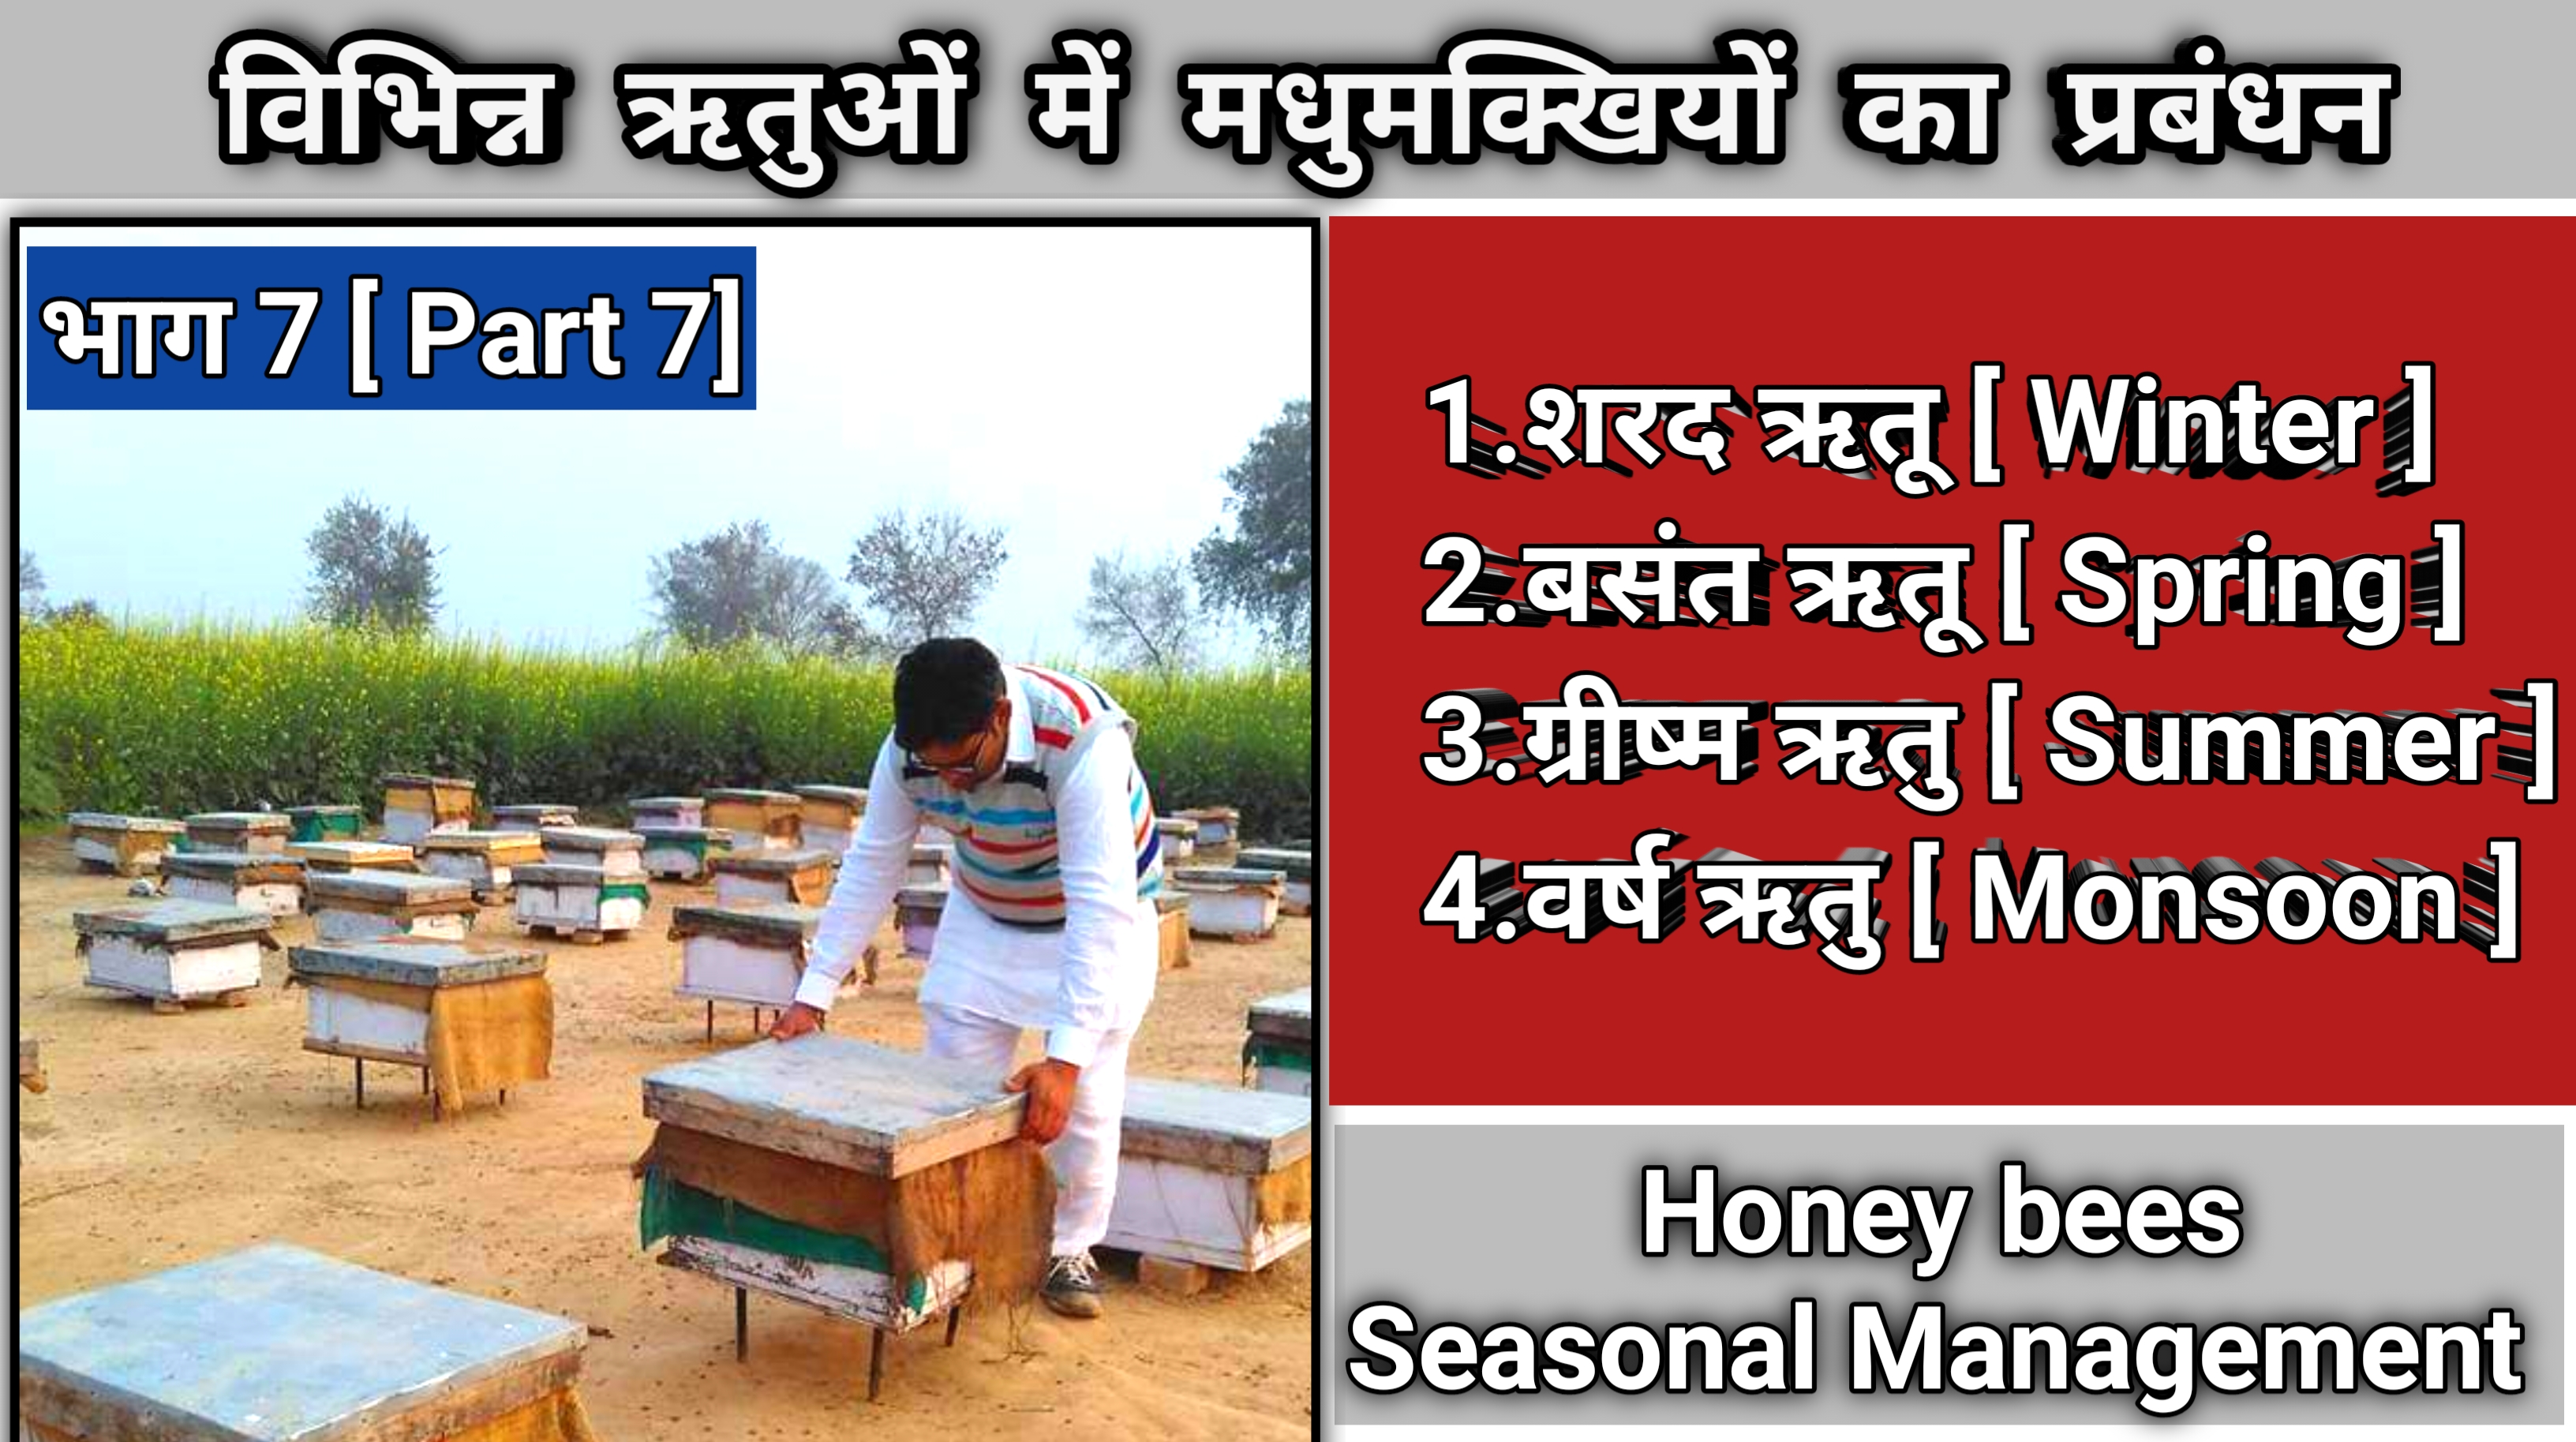 विभिन्न ऋतुओं में मधुमक्खियों का प्रबंधन
भाग 7 [ Part 7]
1.शरद ऋतू [ Winter ]
2.बसंत ऋतू [ Spring ]
3.ग्रीष्म ऋतु [ Summer ]
4.वर्ष ऋतु [ Monsoon ]
Honey bees
Seasonal Management